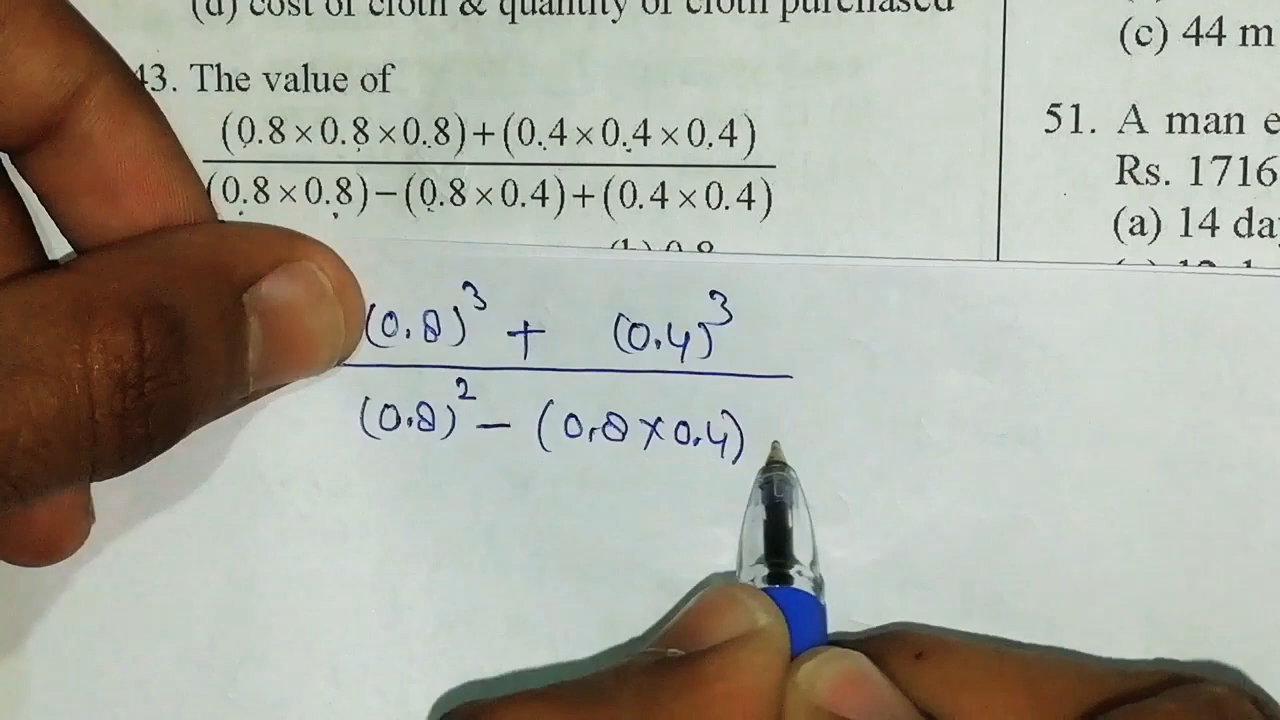 (d) cost of cloth & quantity of cloth purchased
43. The value of
(0.8×0.8×0.8)+(0.4×0.4×0.4)
(0.8×0.8)−(0.8×0.4)+(0.4×0.4)
(0.8)³ + (0.4)³
(0.8)² − (0.8×0.4)
(c) 44 m
51. A man e
Rs. 1716
(a) 14 da